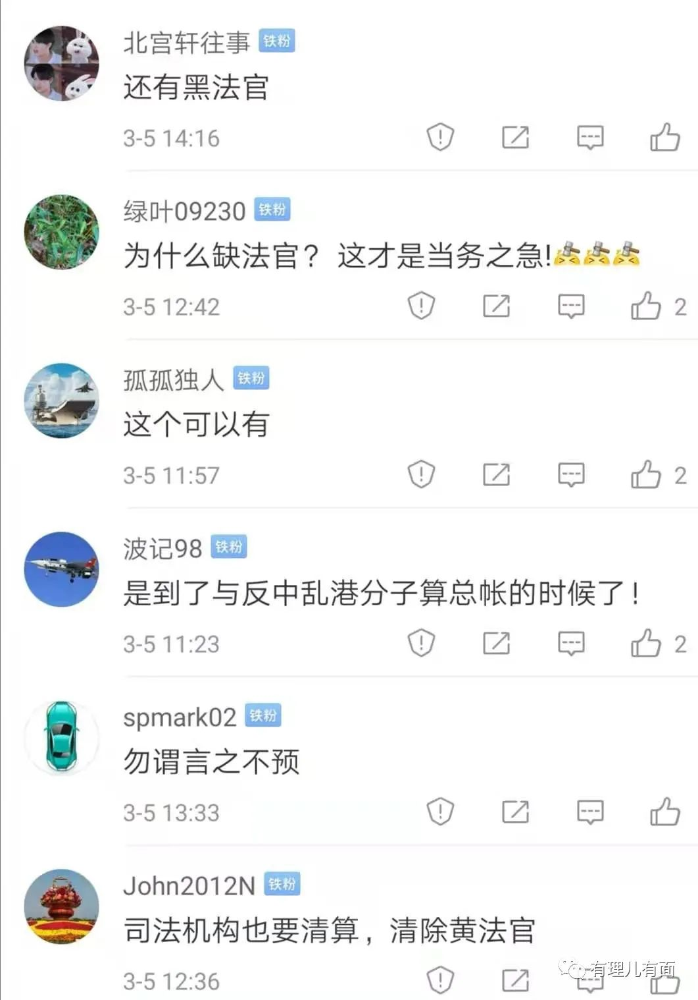 北宫轩往事 铁粉
还有黑法官
3-5 14:16
绿叶09230 铁粉
为什么缺法官？ 这才是当务之急!
3-5 12:42 2
孤孤独人 铁粉
这个可以有
3-5 11:57 2
波记98 铁粉
是到了与反中乱港分子算总帐的时候了！
3-5 11:23 2
spmark02 铁粉
勿谓言之不预
3-5 13:33
John2012N 铁粉
司法机构也要清算，清除黄法官
3-5 12:36
有理儿有面